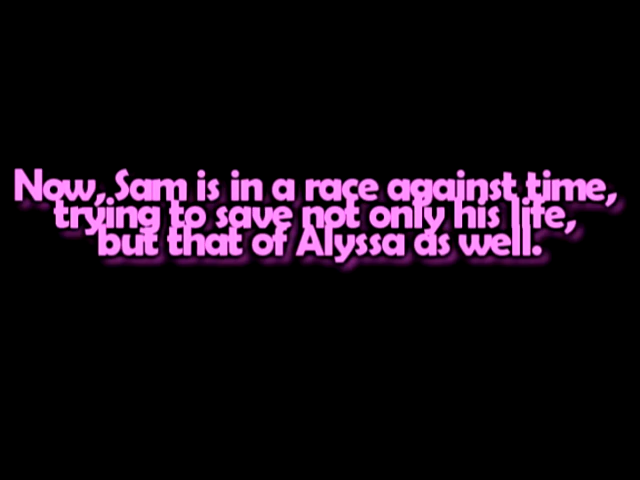 Now, Sam is in a race against time,
trying to save not only his life,
but that of Alyssa as well.